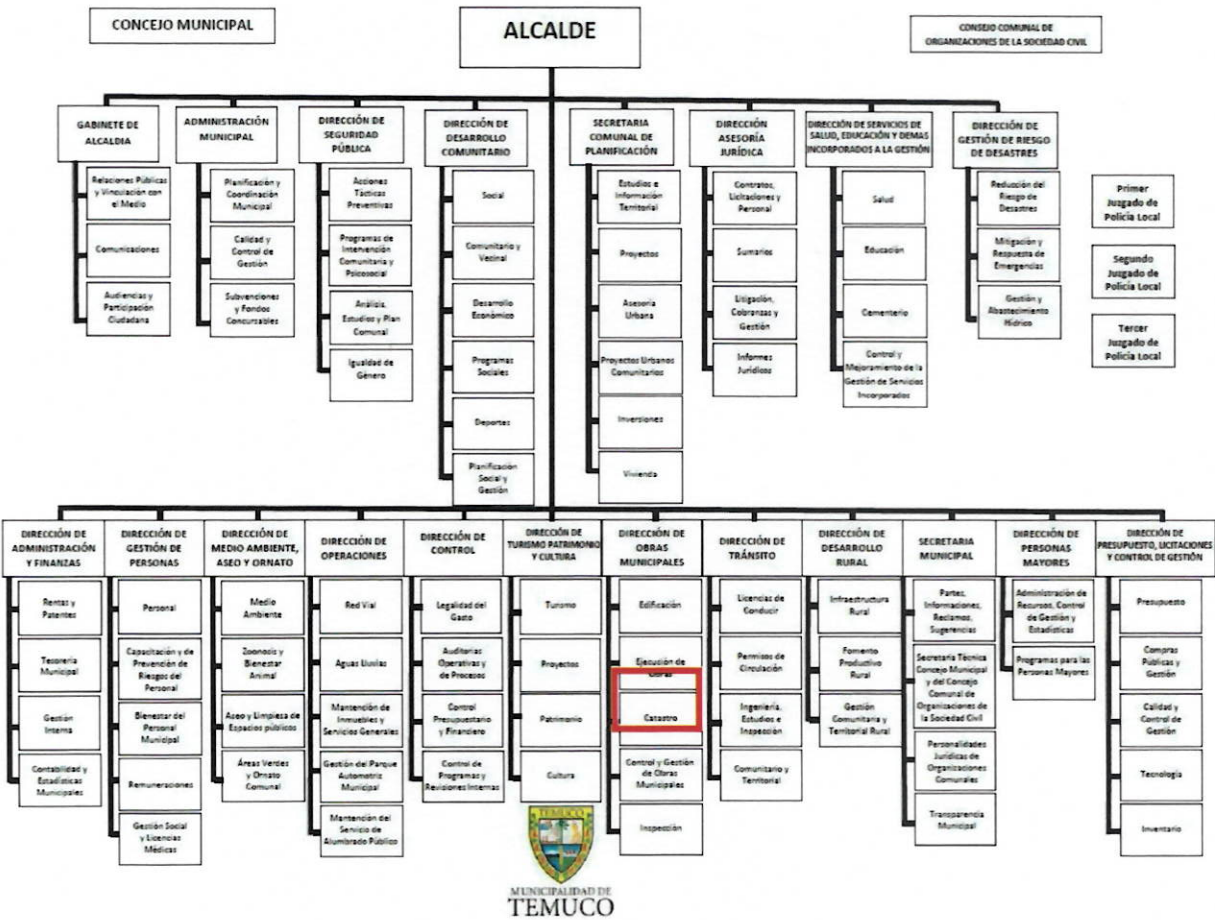 CONCEJO MUNICIPAL
ALCALDE
CONSEJO COMUNAL DE
ORGANIZACIONES DE LA SOCIEDAD CIVIL
GABINETE DE
ALCALDIA
Relaciones Públicas
y Vinculación con
el Medio
Comunicaciones
Audiencias y
Participación
Ciudadana
ADMINISTRACIÓN
MUNICIPAL
Planificación y
Coordinación
Municipal
Calidad y
Control de
Gestión
Subvenciones
y Fondos
Concursables
DIRECCIÓN DE
SEGURIDAD
PÚBLICA
Acciones
Tácticas
Preventivas
Programas de
Intervención
Comunitaria y
Psicosocial
Análisis,
Estudios y Plan
Comunal
Igualdad de
Género
DIRECCIÓN DE
DESARROLLO
COMUNITARIO
Social
Comunitario y
Vecinal
Desarrollo
Económico
Programas
Sociales
Deportes
Planificación
Social y
Gestión
SECRETARIA
COMUNAL DE
PLANIFICACIÓN
Estudios e
Información
Territorial
Proyectos
Asesoría
Urbana
Proyectos Urbanos
Comunitarios
Inversiones
Vivienda
DIRECCIÓN
ASESORÍA
JURÍDICA
Contratos,
Licitaciones y
Personal
Sumarios
Litigación,
Cobranzas y
Gestión
Informes
Jurídicos
DIRECCIÓN DE SERVICIOS DE
SALUD, EDUCACIÓN Y DEMAS
INCORPORADOS A LA GESTIÓN
Salud
Educación
Cementerio
Control y
Mejoramiento de la
Gestión de Servicios
Incorporados
DIRECCIÓN DE
GESTIÓN DE RIESGO
DE DESASTRES
Reducción del
Riesgo de
Desastres
Mitigación y
Respuesta de
Emergencias
Gestión y
Abastecimiento
Hídrico
Primer
Juzgado de
Policía Local
Segundo
Juzgado de
Policía Local
Tercer
Juzgado de
Policía Local
DIRECCIÓN DE
ADMINISTRACIÓN
Y FINANZAS
Rentas y
Patentes
Tesorería
Municipal
Gestión
Interna
Contabilidad y
Estadísticas
Municipales
DIRECCIÓN DE
GESTIÓN DE
PERSONAS
Personal
Capacitación y de
Prevención de
Riesgos del
Personal
Bienestar del
Personal
Municipal
Remuneraciones
Gestión Social
y Licencias
Médicas
DIRECCIÓN DE
MEDIO AMBIENTE,
ASEO Y ORNATO
Medio
Ambiente
Zoonosis y
Bienestar
Animal
Aseo y Limpieza de
Espacios públicos
Áreas Verdes
y Ornato
Comunal
DIRECCIÓN DE
OPERACIONES
Red Vial
Aguas Lluvias
Mantención de
Inmuebles y
Servicios Generales
Gestión del Parque
Automotriz
Municipal
Mantención del
Servicio de
Alumbrado Público
DIRECCIÓN DE
CONTROL
Legalidad del
Gasto
Auditorías
Operativas y
de Procesos
Control
Presupuestario
y Financiero
Control de
Programas y
Revisiones Internas
DIRECCIÓN DE
TURISMO PATRIMONIO
Y CULTURA
Turismo
Proyectos
Patrimonio
Cultura
DIRECCIÓN DE
OBRAS
MUNICIPALES
Edificación
Ejecución de
Obras
Catastro
Control y Gestión
de Obras
Municipales
Inspección
DIRECCIÓN DE
TRÁNSITO
Licencias de
Conducir
Permisos de
Circulación
Ingeniería,
Estudios e
Inspección
Comunitario y
Territorial
DIRECCIÓN DE
DESARROLLO
RURAL
Infraestructura
Rural
Fomento
Productivo
Rural
Gestión
Comunitaria y
Territorial Rural
SECRETARIA
MUNICIPAL
Partes,
Informaciones,
Reclamos,
Sugerencias
Secretaría Técnica
Concejo Municipal
y del Concejo
Comunal de
Organizaciones de
la Sociedad Civil
Personalidades
Jurídicas de
Organizaciones
Comunales
Transparencia
Municipal
DIRECCIÓN DE
PERSONAS
MAYORES
Administración de
Recursos, Control
de Gestión y
Estadísticas
Programas para las
Personas Mayores
DIRECCIÓN DE
PRESUPUESTO, LICITACIONES
Y CONTROL DE GESTIÓN
Presupuesto
Compras
Públicas y
Gestión
Calidad y
Control de
Gestión
Tecnología
Inventario
TEMUCO
MUNICIPALIDAD DE
TEMUCO